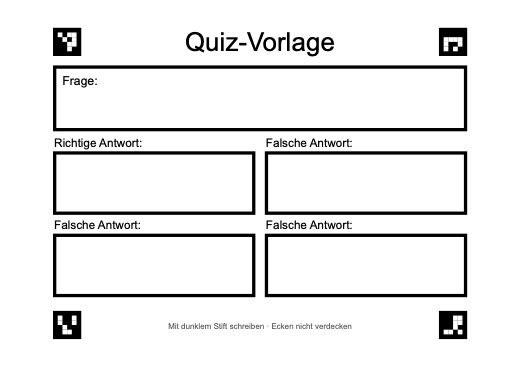 Quiz-Vorlage
Frage:
Richtige Antwort:
Falsche Antwort:
Falsche Antwort:
Falsche Antwort:
Mit dunklem Stift schreiben · Ecken nicht verdecken